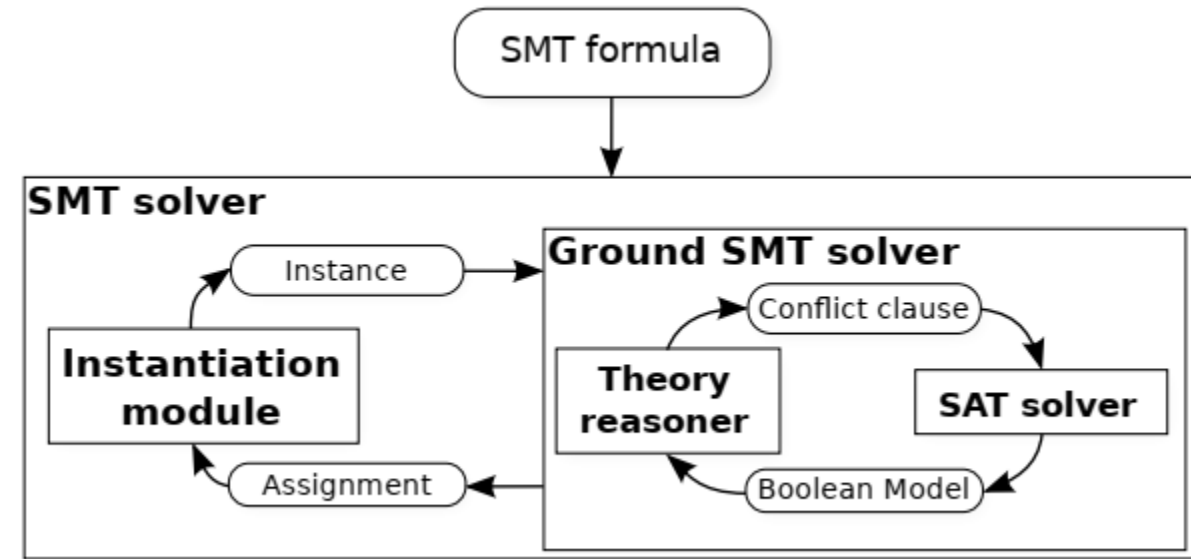 SMT formula
SMT solver
Ground SMT solver
Instance
Conflict clause
Instantiation
module
Theory
reasoner
SAT solver
Assignment
Boolean Model